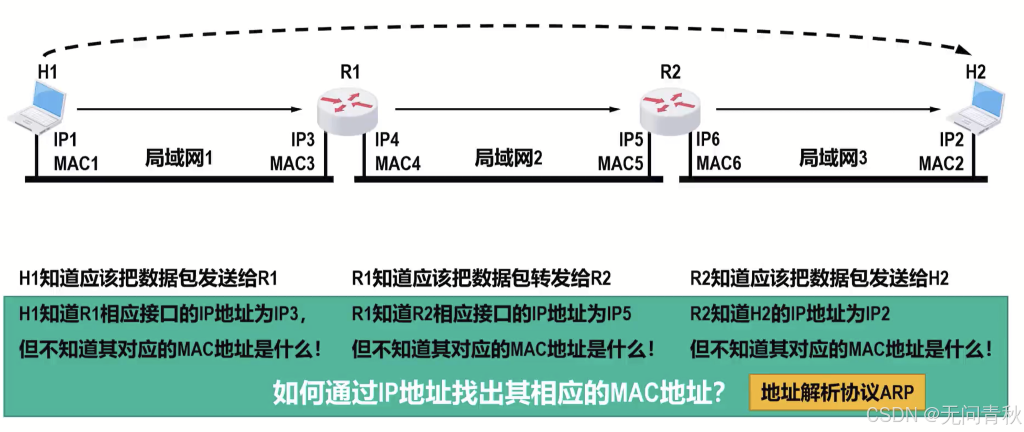 H1
R1
R2
H2
IP1
MAC1
局域网1
IP3
MAC3
IP4
MAC4
局域网2
IP5
MAC5
IP6
MAC6
局域网3
IP2
MAC2
H1知道应该把数据包发送给R1
R1知道应该把数据包转发给R2
R2知道应该把数据包发送给H2
H1知道R1相应接口的IP地址为IP3，
但不知道其对应的MAC地址是什么！
R1知道R2相应接口的IP地址为IP5
但不知道其对应的MAC地址是什么！
R2知道H2的IP地址为IP2
但不知道其对应的MAC地址是什么！
如何通过IP地址找出其相应的MAC地址？
地址解析协议ARP
CSDN @无问青秋